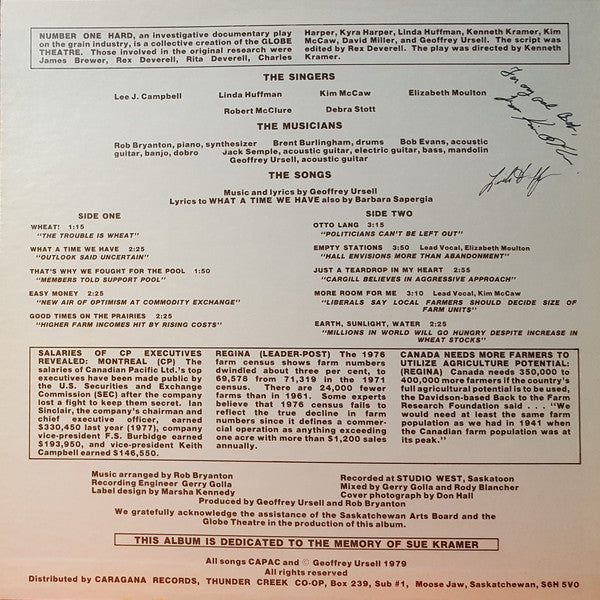 NUMBER ONE HARD, an investigative documentary play
on the grain industry, is a collective creation of the GLOBE
THEATRE. Those involved in the original research were
James Brewer, Rex Deverell, Rita Deverell, Charles
Harper, Kyra Harper, Linda Huffman, Kenneth Kramer, Kim
McCaw, David Miller, and Geoffrey Ursell. The script was
edited by Rex Deverell. The play was directed by Kenneth
Kramer.
THE SINGERS
Lee J. Campbell Linda Huffman Kim McCaw Elizabeth Moulton
Robert McClure Debra Stott
THE MUSICIANS
Rob Bryanton, piano, synthesizer Brent Burlingham, drums Bob Evans, acoustic
guitar, banjo, dobro Jack Semple, acoustic guitar, electric guitar, bass, mandolin
Geoffrey Ursell, acoustic guitar
THE SONGS
Music and lyrics by Geoffrey Ursell
Lyrics to WHAT A TIME WE HAVE also by Barbara Sapergia
SIDE ONE
WHEAT! 1:15
"THE TROUBLE IS WHEAT"
WHAT A TIME WE HAVE 2:25
"OUTLOOK SAID UNCERTAIN"
THAT'S WHY WE FOUGHT FOR THE POOL 1:50
"MEMBERS TOLD SUPPORT POOL"
EASY MONEY 2:25
"NEW AIR OF OPTIMISM AT COMMODITY EXCHANGE"
GOOD TIMES ON THE PRAIRIES 2:25
"HIGHER FARM INCOMES HIT BY RISING COSTS"
SIDE TWO
OTTO LANG 3:15
"POLITICIANS CAN'T BE LEFT OUT"
EMPTY STATIONS 3:50 Lead Vocal, Elizabeth Moulton
"HALL ENVISIONS MORE THAN ABANDONMENT"
JUST A TEARDROP IN MY HEART 2:55
"CARGILL BELIEVES IN AGGRESSIVE APPROACH"
MORE ROOM FOR ME 3:10 Lead Vocal, Kim McCaw
"LIBERALS SAY LOCAL FARMERS SHOULD DECIDE SIZE OF
FARM UNITS"
EARTH, SUNLIGHT, WATER 2:25
"MILLIONS IN WORLD WILL GO HUNGRY DESPITE INCREASE IN
WHEAT STOCKS"
SALARIES OF CP EXECUTIVES
REVEALED: MONTREAL (CP) The
salaries of Canadian Pacific Ltd.'s top
executives have been made public by
the U.S. Securities and Exchange
Commission (SEC) after the company
lost a fight to keep them secret. Ian
Sinclair, the company's chairman and
chief executive officer, earned
$330,450 last year (1977), company
vice-president F.S. Burbidge earned
$193,950, and vice-president Keith
Campbell earned $146,550.
REGINA (LEADER-POST) The 1976
farm census shows farm numbers
dwindled about three per cent, to
69,578 from 71,319 in the 1971
census. There are 24,000 fewer
farms than in 1961. Some experts
believe that 1976 census fails to
reflect the true decline in farm
numbers since it defines a commer-
cial operation as anything exceeding
one acre with more than $1,200 sales
annually.
CANADA NEEDS MORE FARMERS TO
UTILIZE AGRICULTURE POTENTIAL:
(REGINA) Canada needs 350,000 to
400,000 more farmers if the country's
full agricultural potential is to be used,
the Davidson-based Back to the Farm
Research Foundation said . . . "We
would need at least the same farm
population as we had in 1941 when
the Canadian farm population was at
its peak."
Music arranged by Rob Bryanton
Recording Engineer Gerry Golla
Label design by Marsha Kennedy
Recorded at STUDIO WEST, Saskatoon
Mixed by Gerry Golla and Rody Blancher
Cover photograph by Don Hall
Produced by Geoffrey Ursell and Rob Bryanton
We gratefully acknowledge the assistance of the Saskatchewan Arts Board and the
Globe Theatre in the production of this album.
THIS ALBUM IS DEDICATED TO THE MEMORY OF SUE KRAMER
All songs CAPAC and © Geoffrey Ursell 1979
All rights reserved
Distributed by CARAGANA RECORDS, THUNDER CREEK CO-OP, Box 239, Sub #1, Moose Jaw, Saskatchewan, S6H 5V0